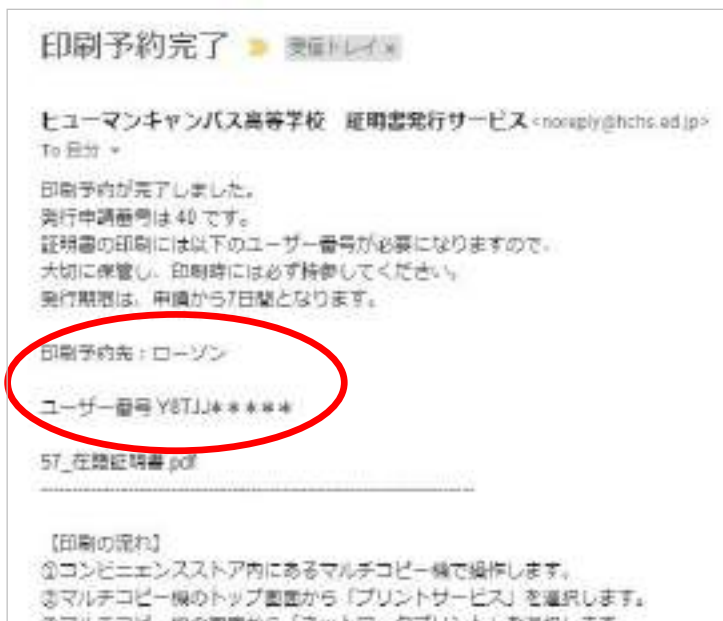 印刷予約完了 受信トレイ ×
ヒューマンキャンパス高等学校 証明書発行サービス <noreply@hchs.ed.jp>
To 自分
印刷予約が完了しました。
発行申請番号は 40 です。
証明書の印刷には以下のユーザー番号が必要になりますので、
大切に保管し、印刷時には必ず持参してください。
発行期限は、申請から7日間となります。
印刷予約先：ローソン
ユーザー番号 Y8TJJ＊＊＊＊＊
57_在籍証明書.pdf
【印刷の流れ】
①コンビニエンスストア内にあるマルチコピー機で操作します。
②マルチコピー機のトップ画面から「プリントサービス」を選択します。